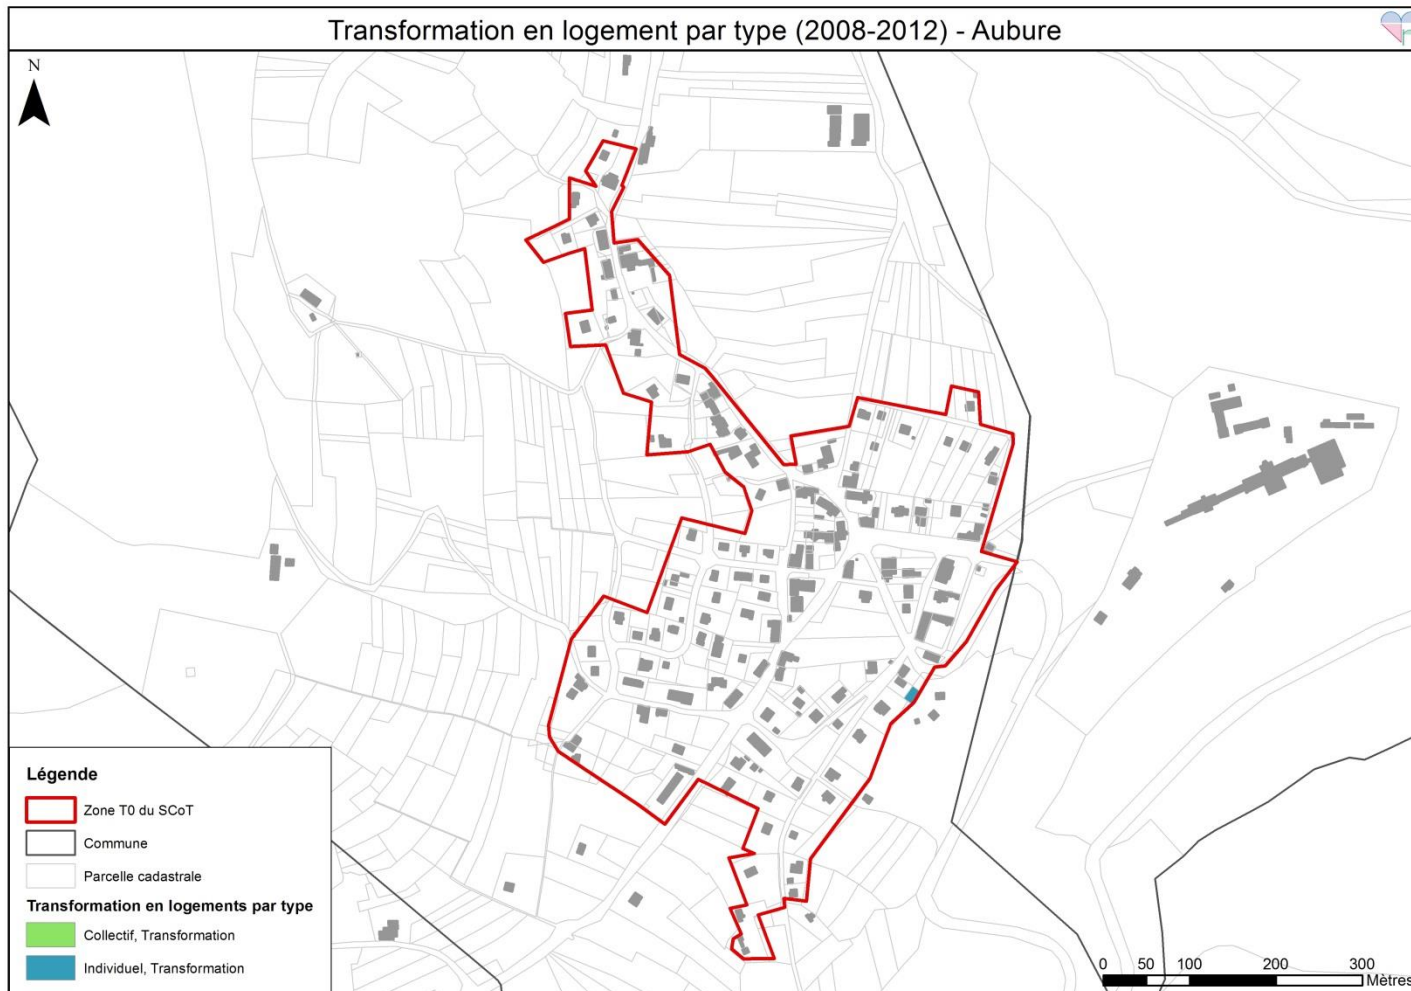 Transformation en logement par type (2008-2012) - Aubure
N
Légende
Zone T0 du SCoT
Commune
Parcelle cadastrale
Transformation en logements par type
Collectif, Transformation
Individuel, Transformation
0 50 100 200 300
Mètres